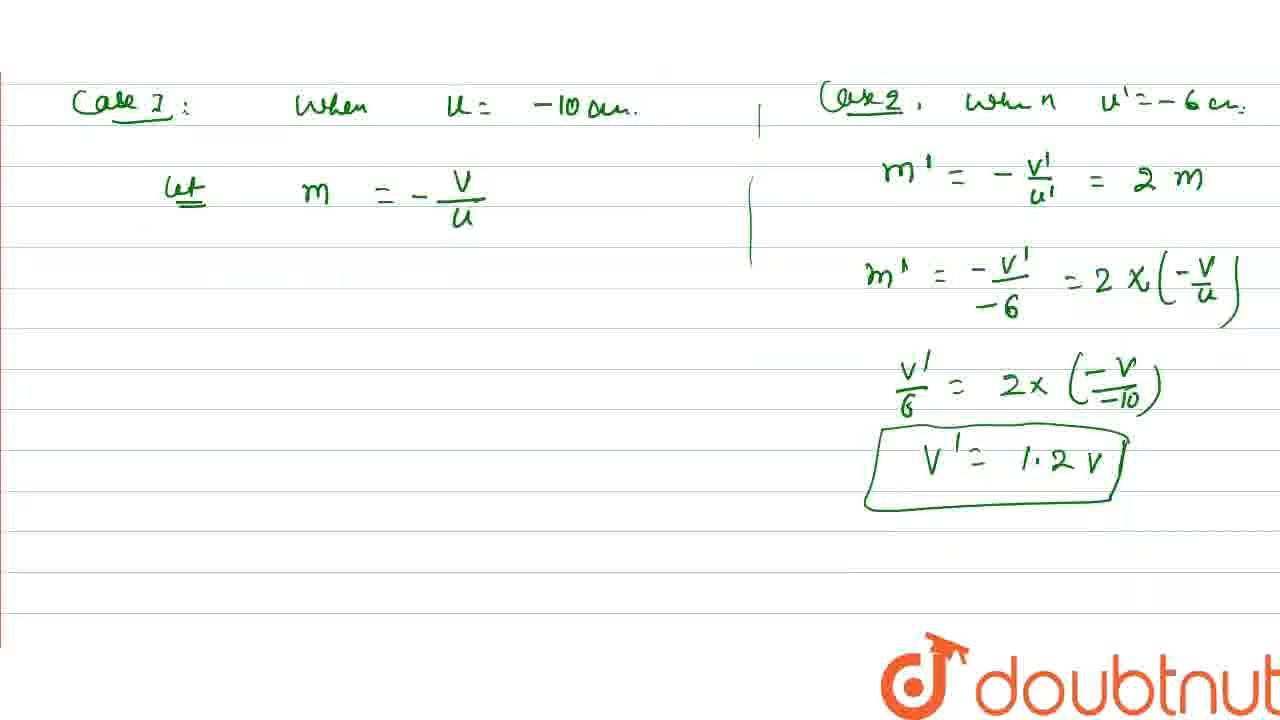 Case I: When u = -10 cm.
Let m = - V/u
Case 2. When u' = - 6 cm.
m' = - V'/u' = 2 m
m' = -V'/-6 = 2 × (-V/u)
V'/6 = 2 × (-V/-10)
V' = 1.2 V
doubtnut